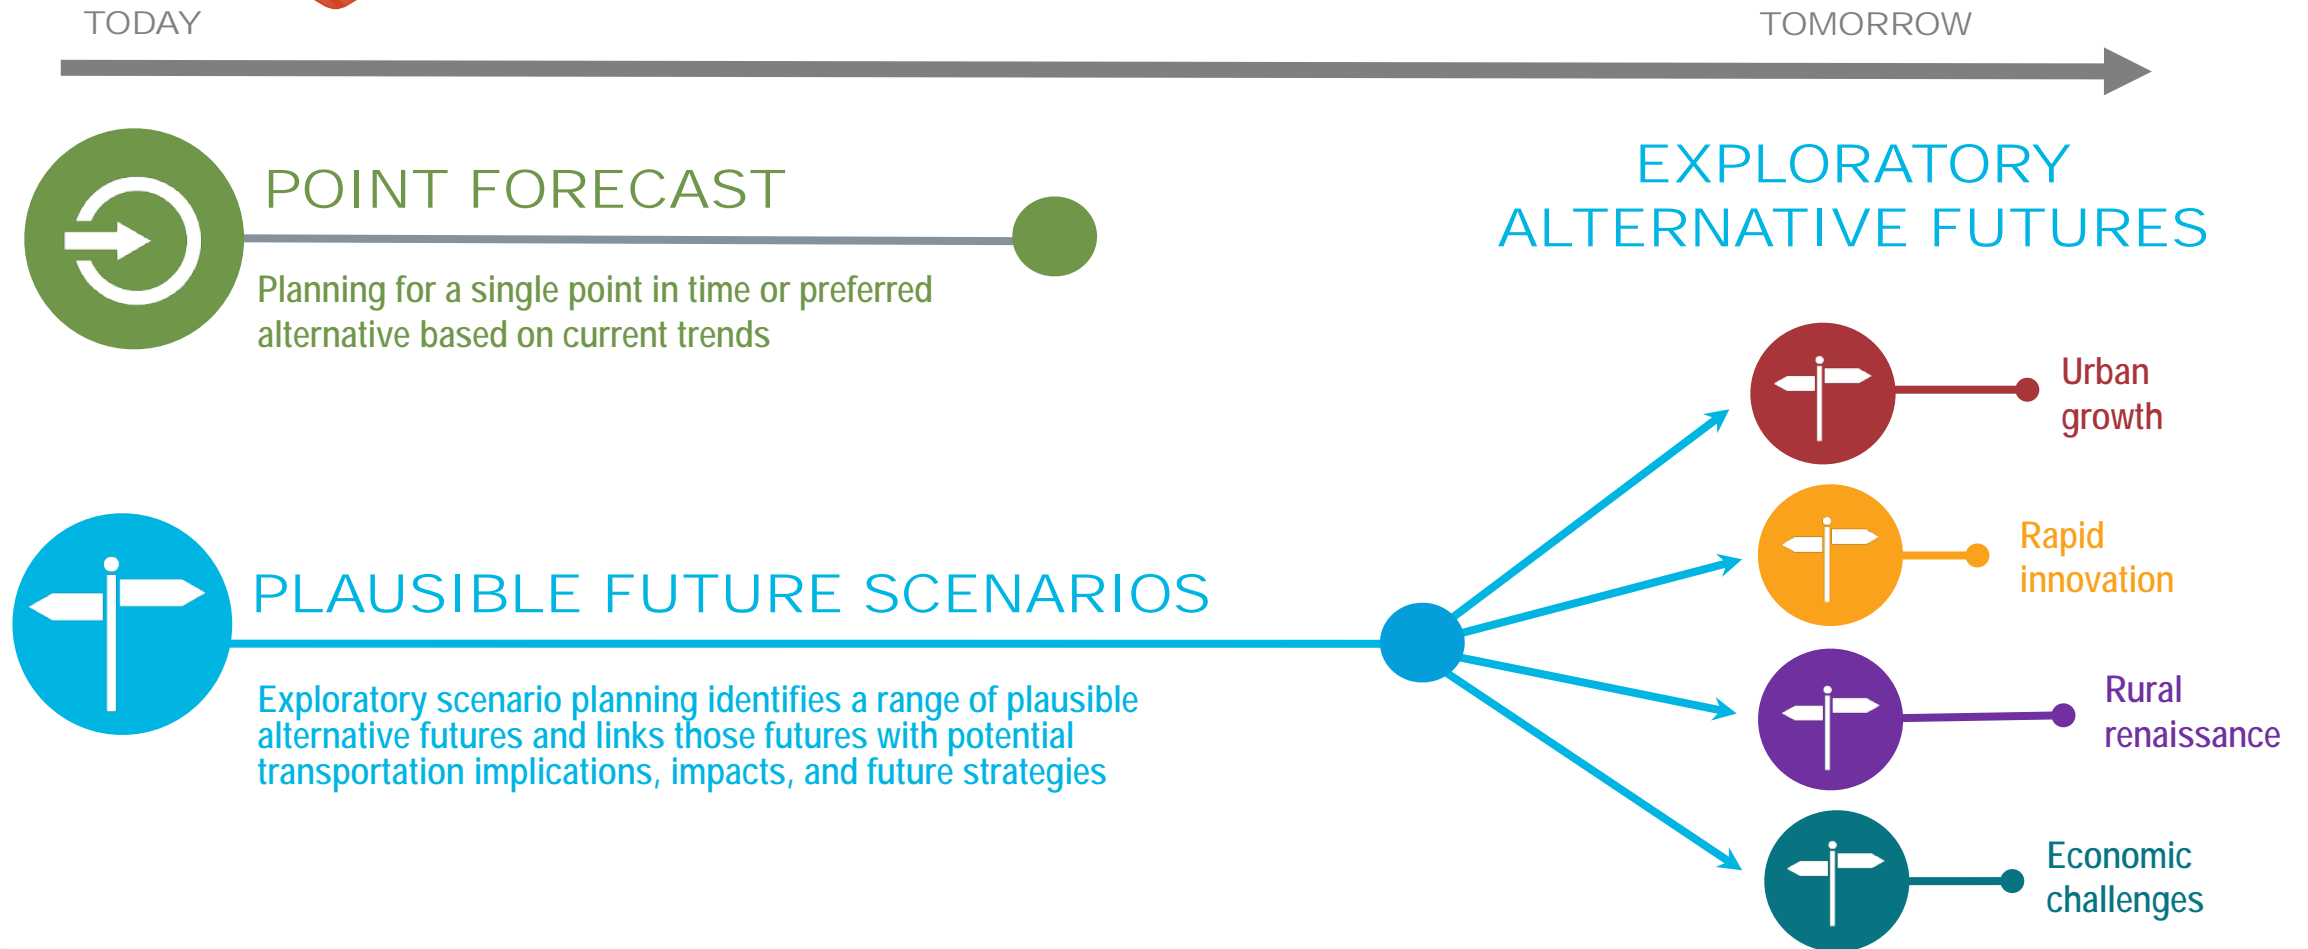 TODAY
TOMORROW
POINT FORECAST
Planning for a single point in time or preferred
alternative based on current trends
EXPLORATORY
ALTERNATIVE FUTURES
Urban
growth
Rapid
innovation
PLAUSIBLE FUTURE SCENARIOS
Exploratory scenario planning identifies a range of plausible
alternative futures and links those futures with potential
transportation implications, impacts, and future strategies
Rural
renaissance
Economic
challenges